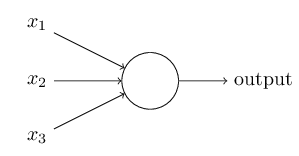 x₁
x₂ output
x₃